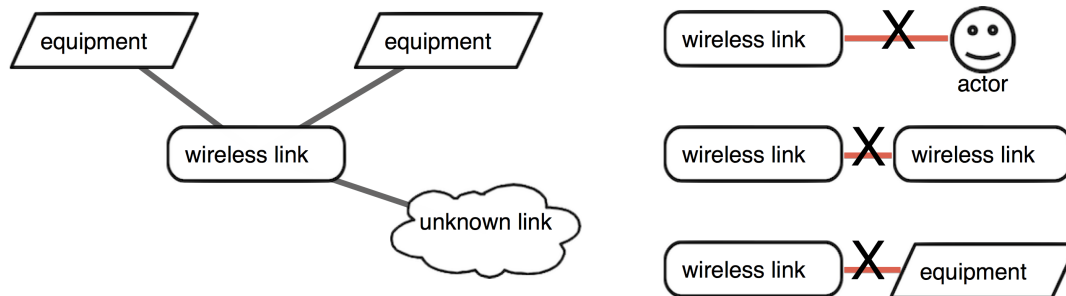 equipment
equipment
wireless link
unknown link
wireless link
X
actor
wireless link
X
wireless link
wireless link
X
equipment